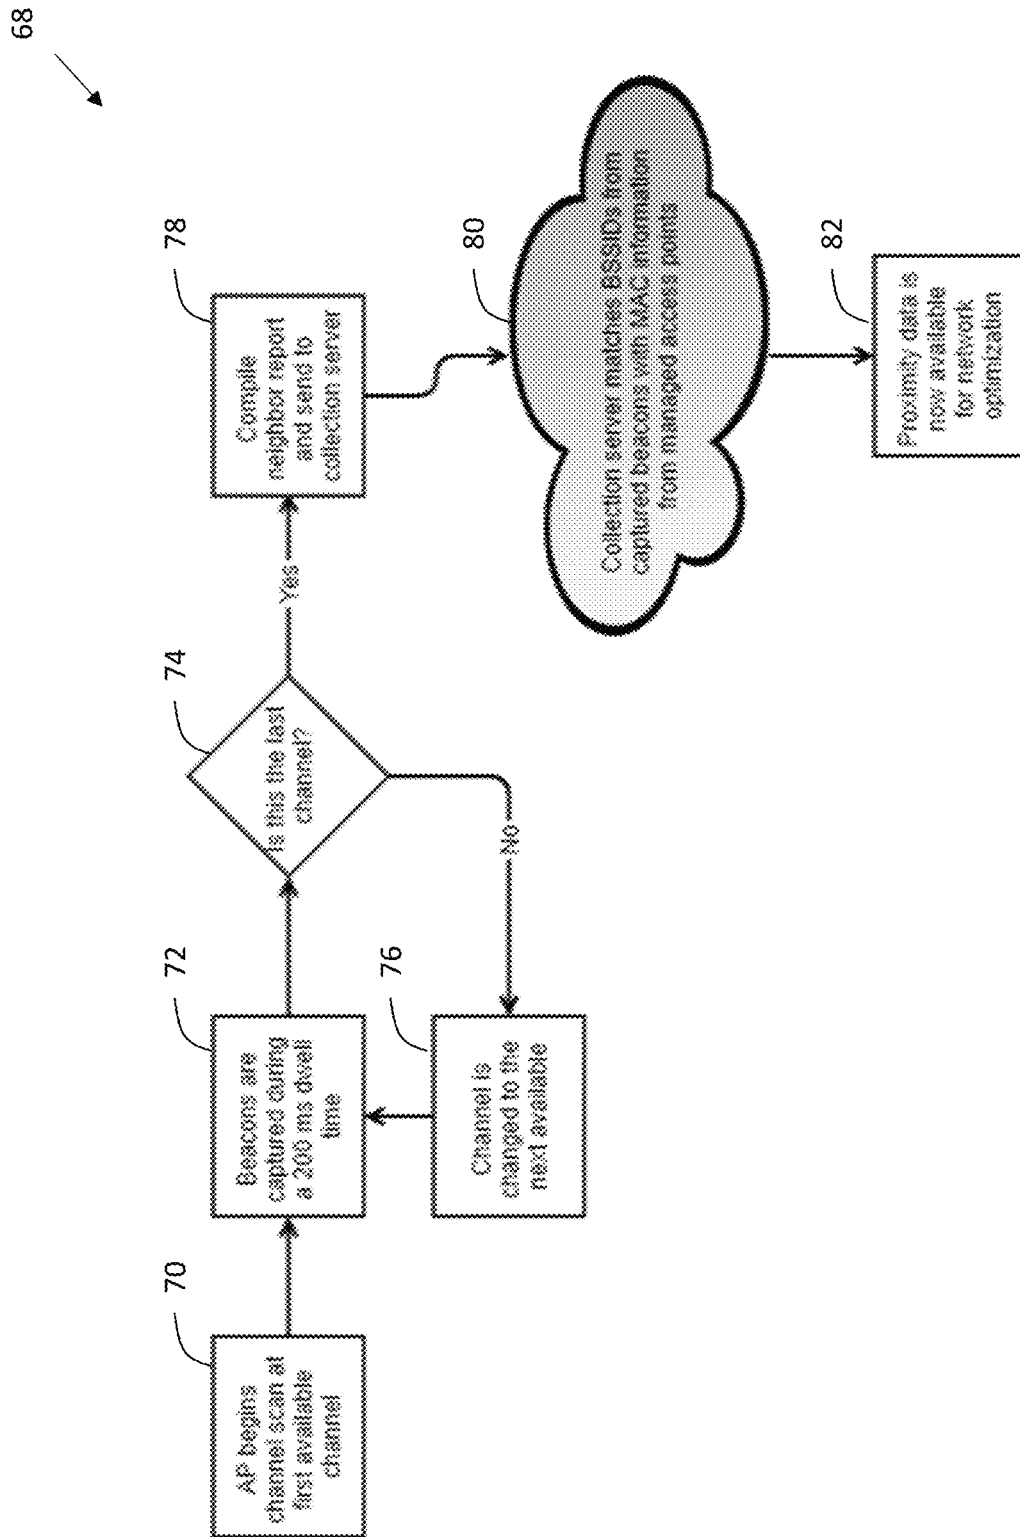 68
70
AP begins
channel scan at
first available
channel
72
Beacons are
captured during
a 200 ms dwell
time
74
Is this the last
channel?
Yes
No
76
Channel is
changed to the
next available
78
Compile
neighbor report
and send to
collection server
80
Collection server matches BSSIDs from
captured beacons with MAC information
from managed access points
82
Proximity data is
now available
for network
optimization